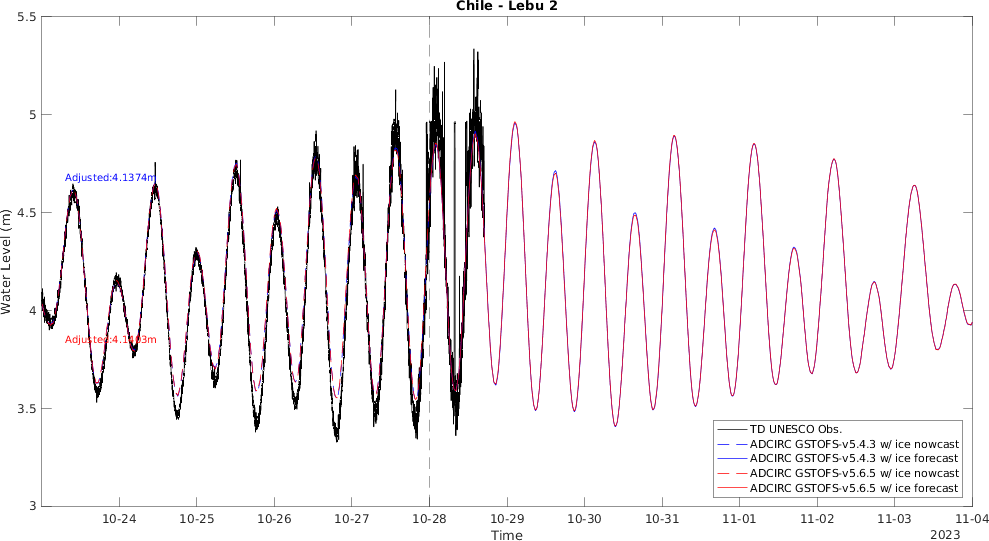 Chile - Lebu 2
5.5
5
4.5
4
3.5
3
Water Level (m)
Adjusted:4.1374m
Adjusted:4.1403m
TD UNESCO Obs.
ADCIRC GSTOFS-v5.4.3 w/ ice nowcast
ADCIRC GSTOFS-v5.4.3 w/ ice forecast
ADCIRC GSTOFS-v5.6.5 w/ ice nowcast
ADCIRC GSTOFS-v5.6.5 w/ ice forecast
10-24 10-25 10-26 10-27 10-28 10-29 10-30 10-31 11-01 11-02 11-03 11-04
Time
2023